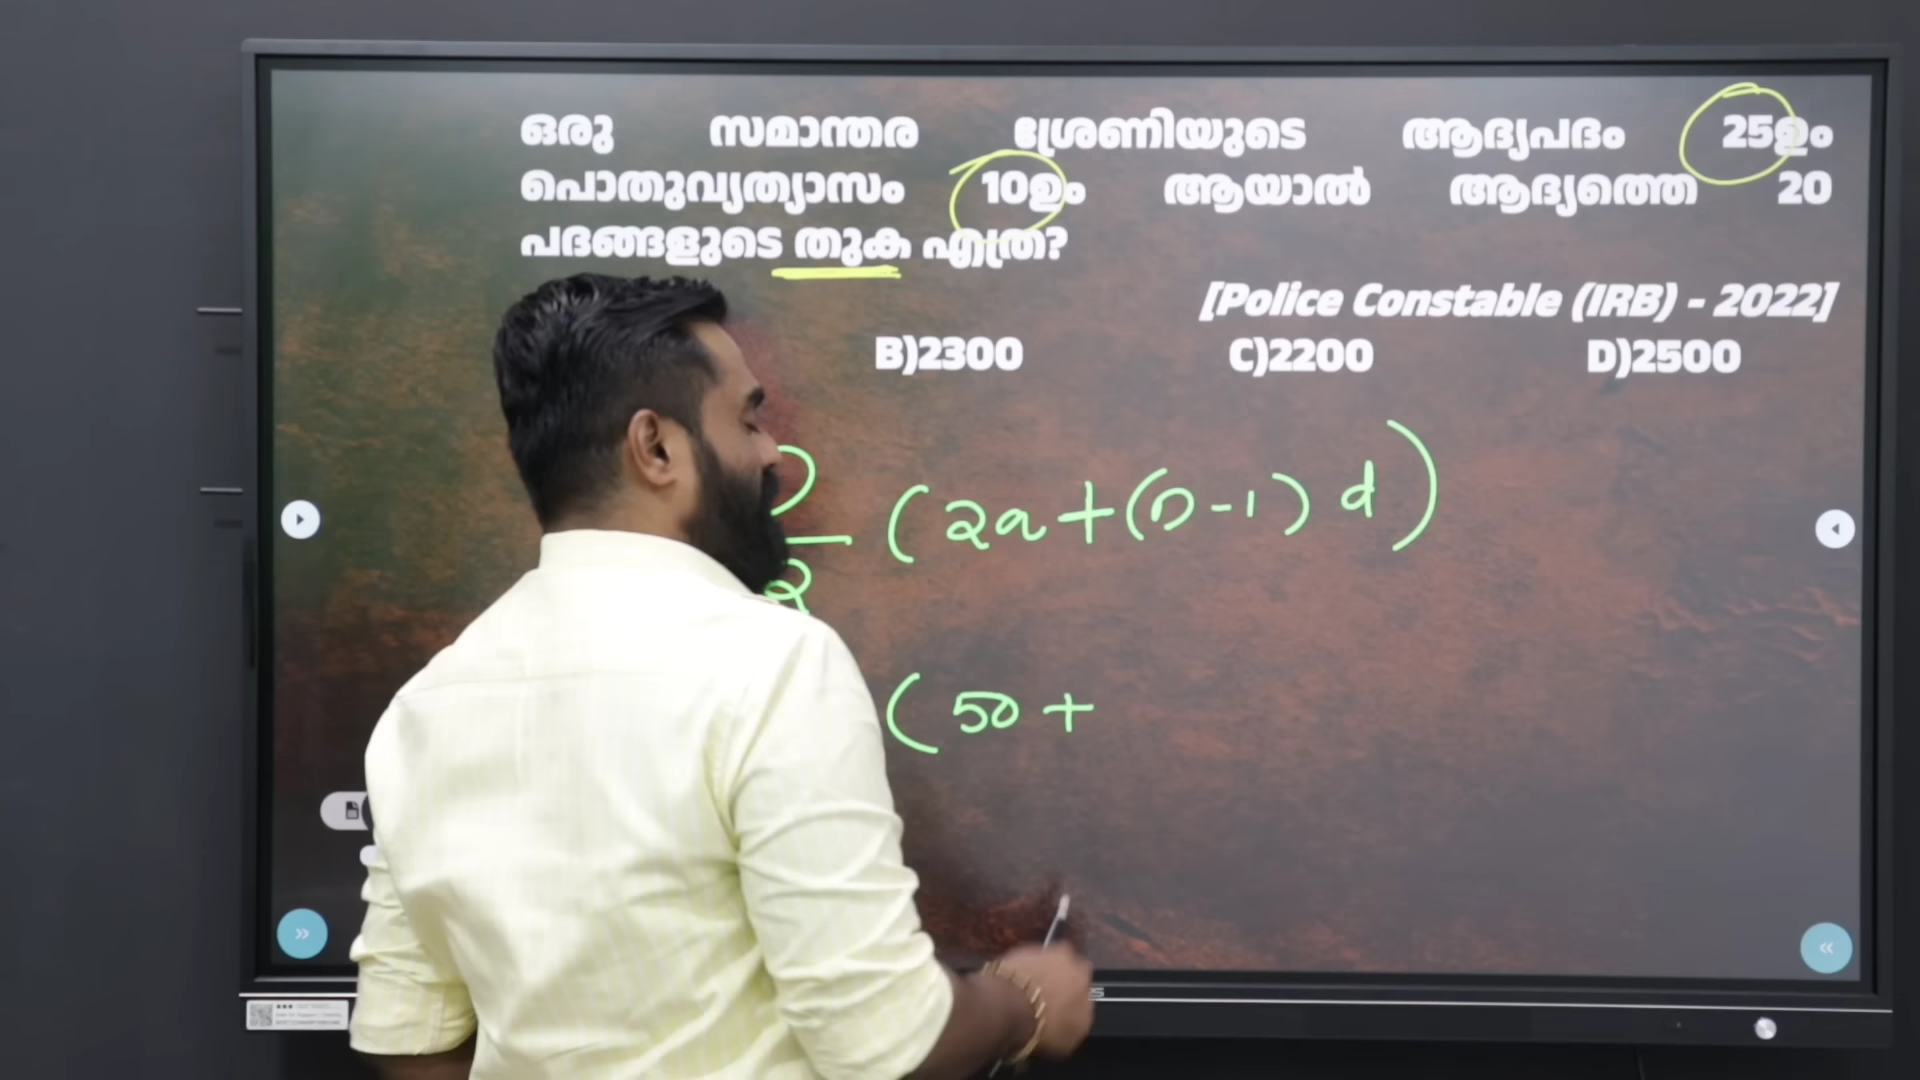 ഒരു സമാന്തര ശ്രേണിയുടെ ആദ്യപദം 25ഉം
പൊതുവ്യത്യാസം 10ഉം ആയാൽ ആദ്യത്തെ 20
പദങ്ങളുടെ തുക എത്ര?
[Police Constable (IRB) - 2022]
B)2300 C)2200 D)2500
n/2 (2a+(n-1)d)
(50+